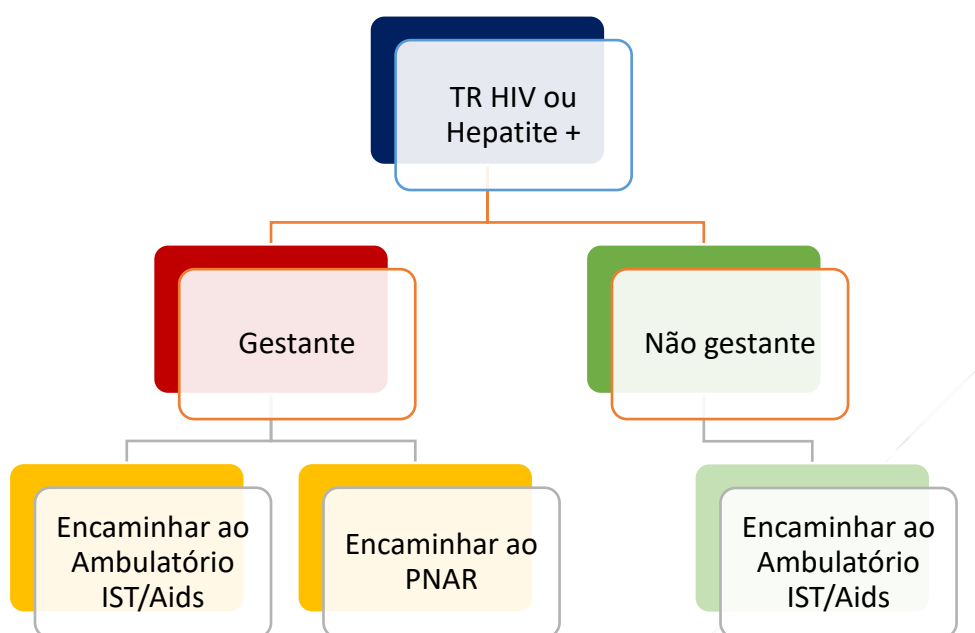 TR HIV ou
Hepatite +
Gestante
Não gestante
Encaminhar ao
Ambulatório
IST/Aids
Encaminhar ao
PNAR
Encaminhar ao
Ambulatório
IST/Aids